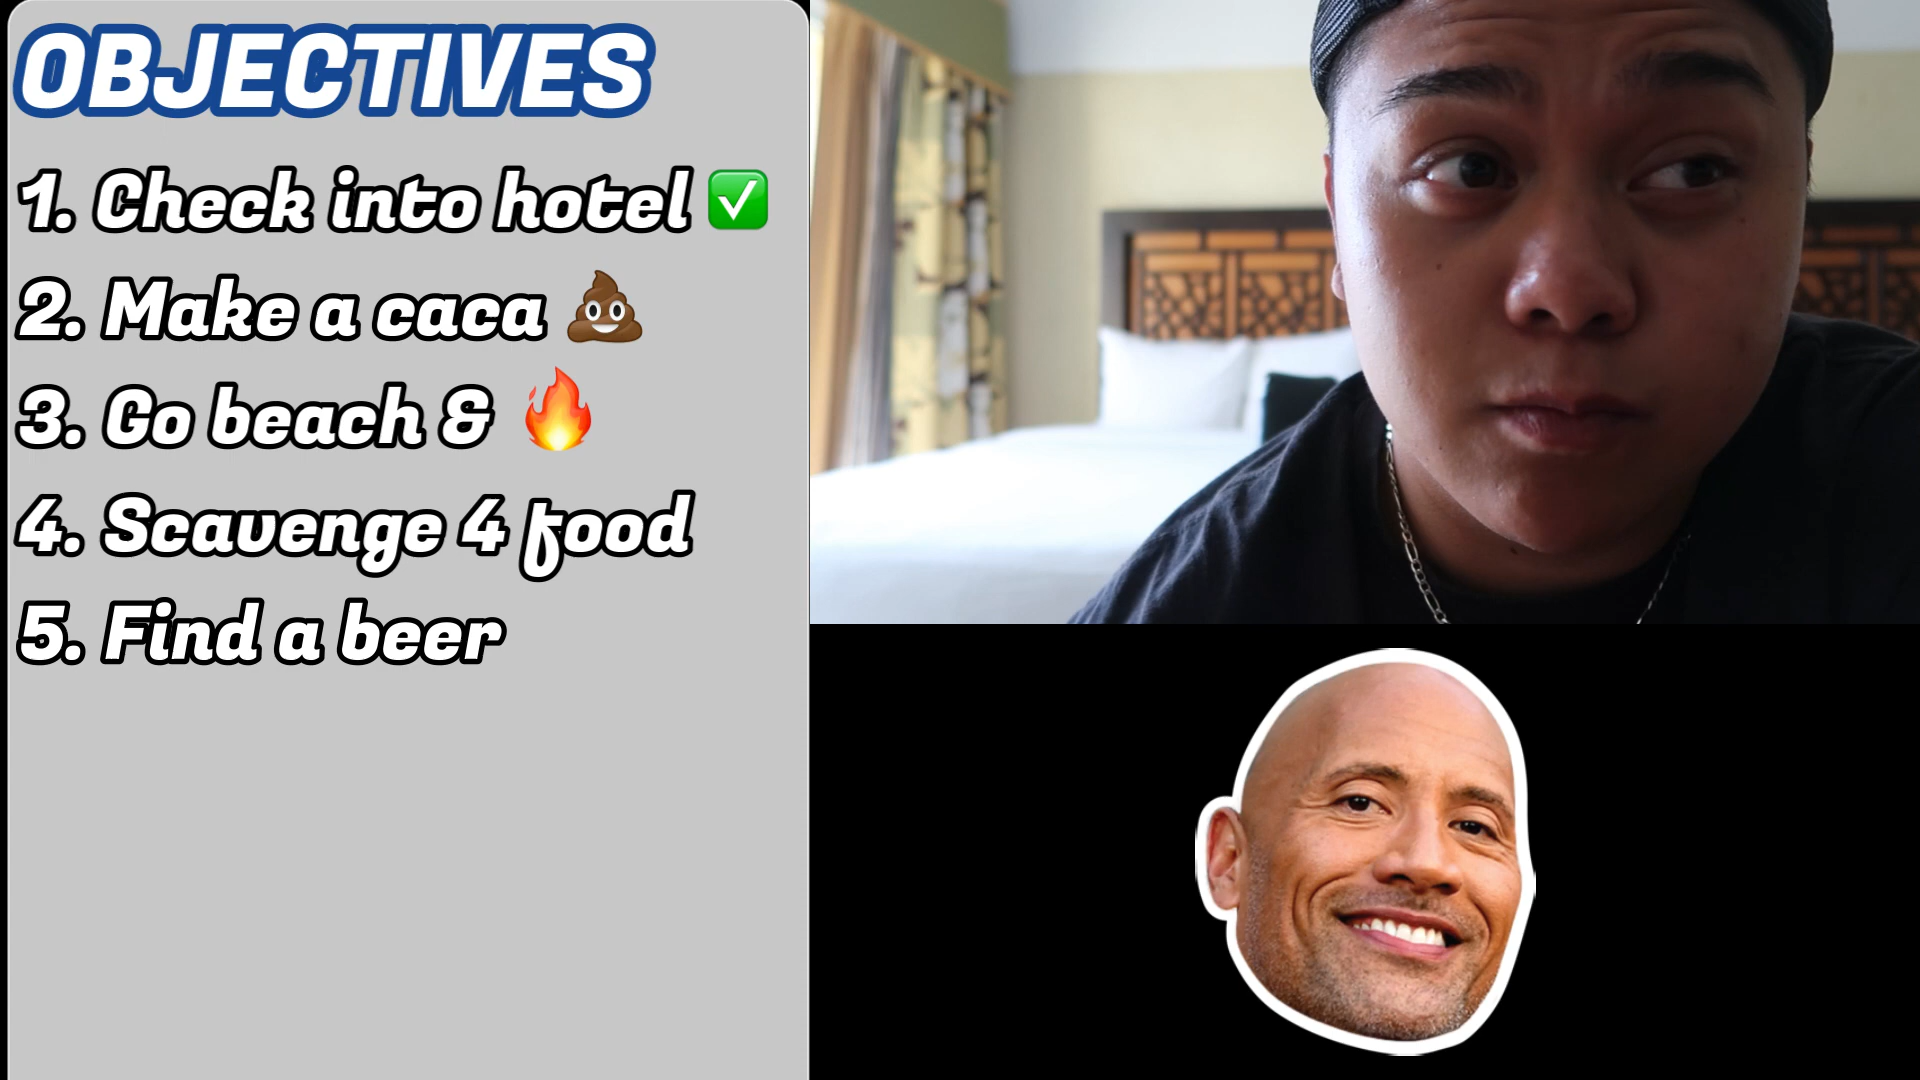 OBJECTIVES
1. Check into hotel ✅
2. Make a caca 💩
3. Go beach & 🔥
4. Scavenge 4 food
5. Find a beer